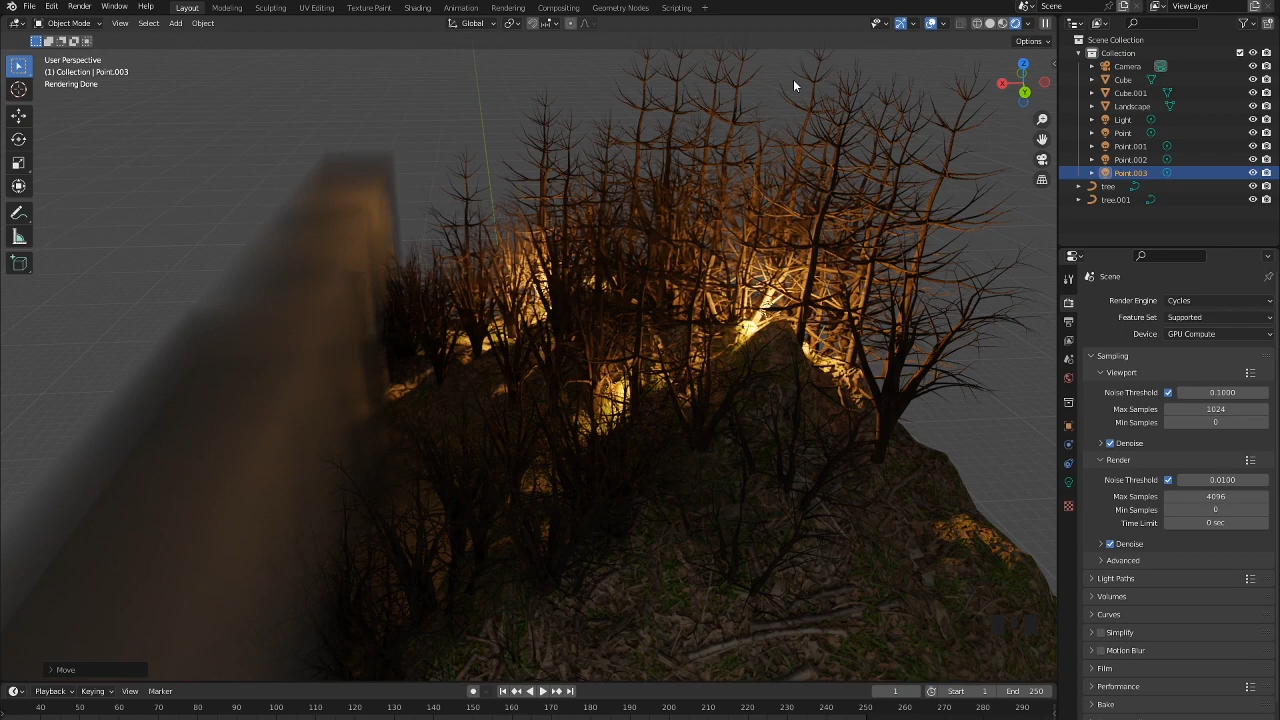 File Edit Render Window Help Layout Modeling Sculpting UV Editing Texture Paint Shading Animation Rendering Compositing Geometry Nodes Scripting + Scene ViewLayer
Object Mode View Select Add Object Global
Options
User Perspective
(1) Collection | Point.003
Rendering Done
X Y Z
Move
Scene Collection
Collection
Camera
Cube
Cube.001
Landscape
Light
Point
Point.001
Point.002
Point.003
tree
tree.001
Scene
Render Engine Cycles
Feature Set Supported
Device GPU Compute
Sampling
Viewport
Noise Threshold 0.1000
Max Samples 1024
Min Samples 0
Denoise
Render
Noise Threshold 0.0100
Max Samples 4096
Min Samples 0
Time Limit 0 sec
Denoise
Advanced
Light Paths
Volumes
Curves
Simplify
Motion Blur
Film
Performance
Bake
Playback Keying View Marker 1 Start 1 End 250
40 50 60 70 80 90 100 110 120 130 140 150 160 170 180 190 200 210 220 230 240 250 260 270 280 290